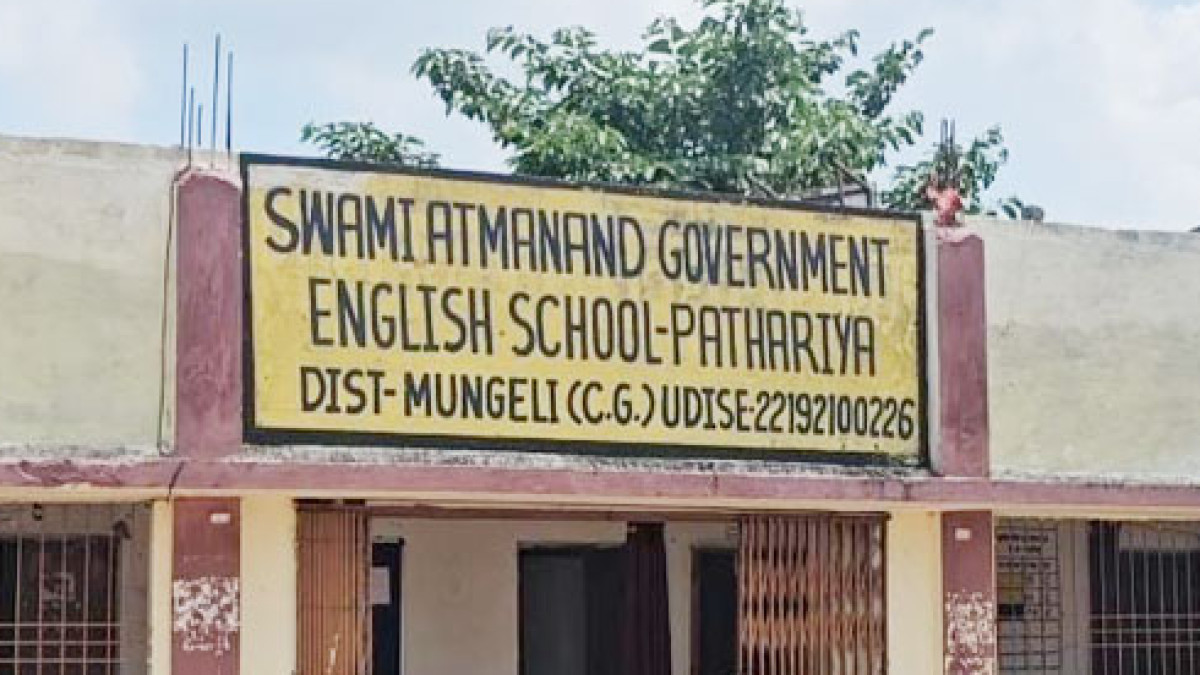 SWAMI ATMANAND GOVERNMENT
ENGLISH SCHOOL-PATHARIYA
DIST- MUNGELI (C.G.) UDISE-22192100226